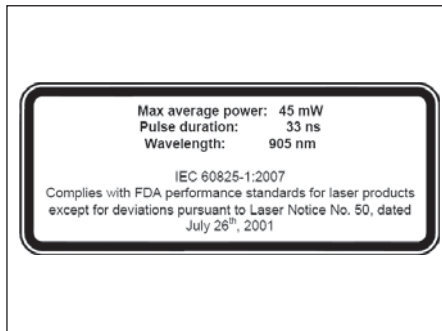 Max average power: 45 mW
Pulse duration: 33 ns
Wavelength: 905 nm
IEC 60825-1:2007
Complies with FDA performance standards for laser products
except for deviations pursuant to Laser Notice No. 50, dated
July 26th, 2001